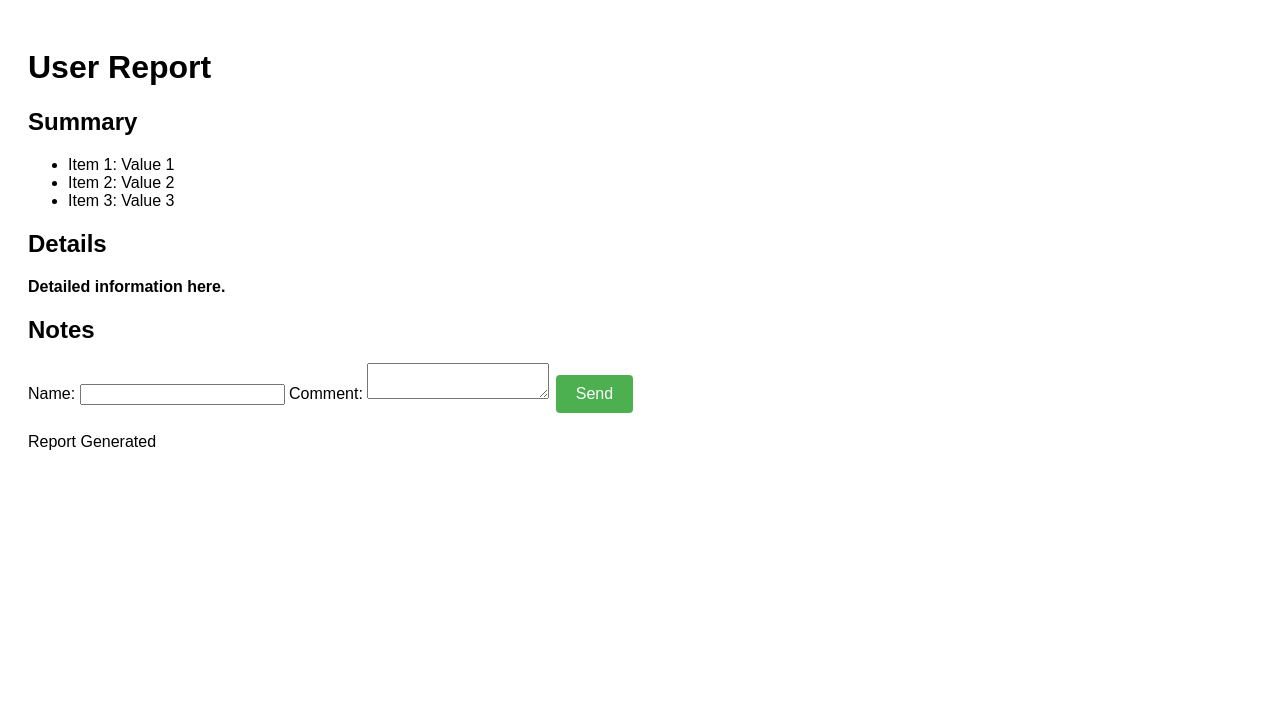 User Report
Summary
Item 1: Value 1
Item 2: Value 2
Item 3: Value 3
Details
Detailed information here.
Notes
Name: Comment: Send
Report Generated